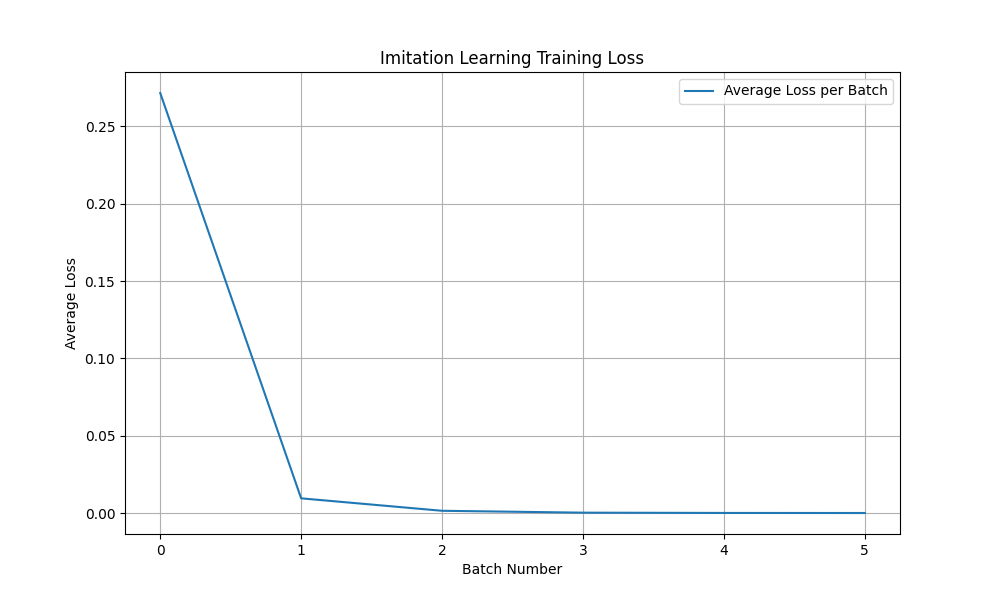 Imitation Learning Training Loss
Average Loss per Batch
0.25
0.20
0.15
0.10
0.05
0.00
Average Loss
0 1 2 3 4 5
Batch Number